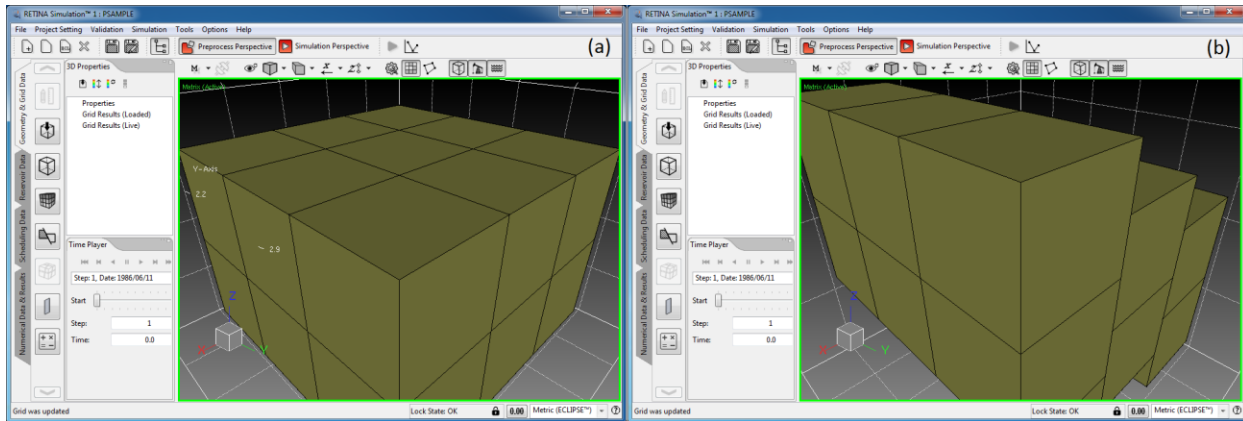 RETINA Simulation™ 1 : PSAMPLE
File Project Setting Validation Simulation Tools Options Help
Preprocess Perspective Simulation Perspective (a)
3D Properties
Metrix (Active)
Properties
Grid Results (Loaded)
Grid Results (Live)
Geometry & Grid Data
Reservoir Data
Scheduling Data
Numerical Data & Results
Y-Axis
2.2
2.9
Time Player
Step: 1, Date: 1986/06/11
Start
Step: 1
Time: 0.0
Z
X
Y
Grid was updated Lock State: OK 0.00 Metric (ECLIPSE™)
RETINA Simulation™ 1 : PSAMPLE
File Project Setting Validation Simulation Tools Options Help
Preprocess Perspective Simulation Perspective (b)
3D Properties
Metrix (Active)
Properties
Grid Results (Loaded)
Grid Results (Live)
Geometry & Grid Data
Reservoir Data
Scheduling Data
Numerical Data & Results
Time Player
Step: 1, Date: 1986/06/11
Start
Step: 1
Time: 0.0
Z
X
Y
Grid was updated Lock State: OK 0.00 Metric (ECLIPSE™)